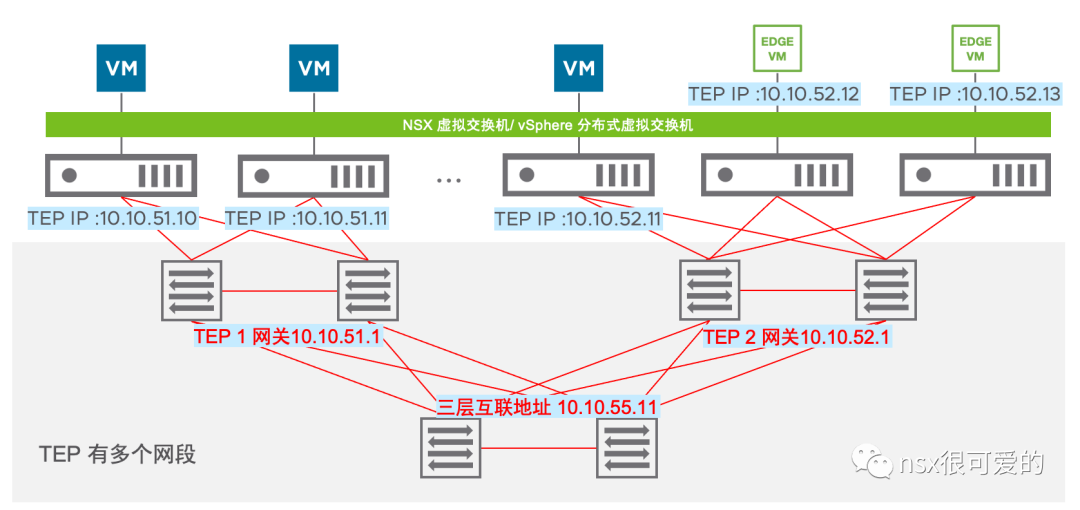 VM
VM
VM
EDGE
VM
EDGE
VM
TEP IP :10.10.52.12
TEP IP :10.10.52.13
NSX 虚拟交换机/ vSphere 分布式虚拟交换机
...
TEP IP :10.10.51.10
TEP IP :10.10.51.11
TEP IP :10.10.52.11
TEP 1 网关10.10.51.1
TEP 2 网关10.10.52.1
三层互联地址 10.10.55.11
TEP 有多个网段
nsx很可爱的